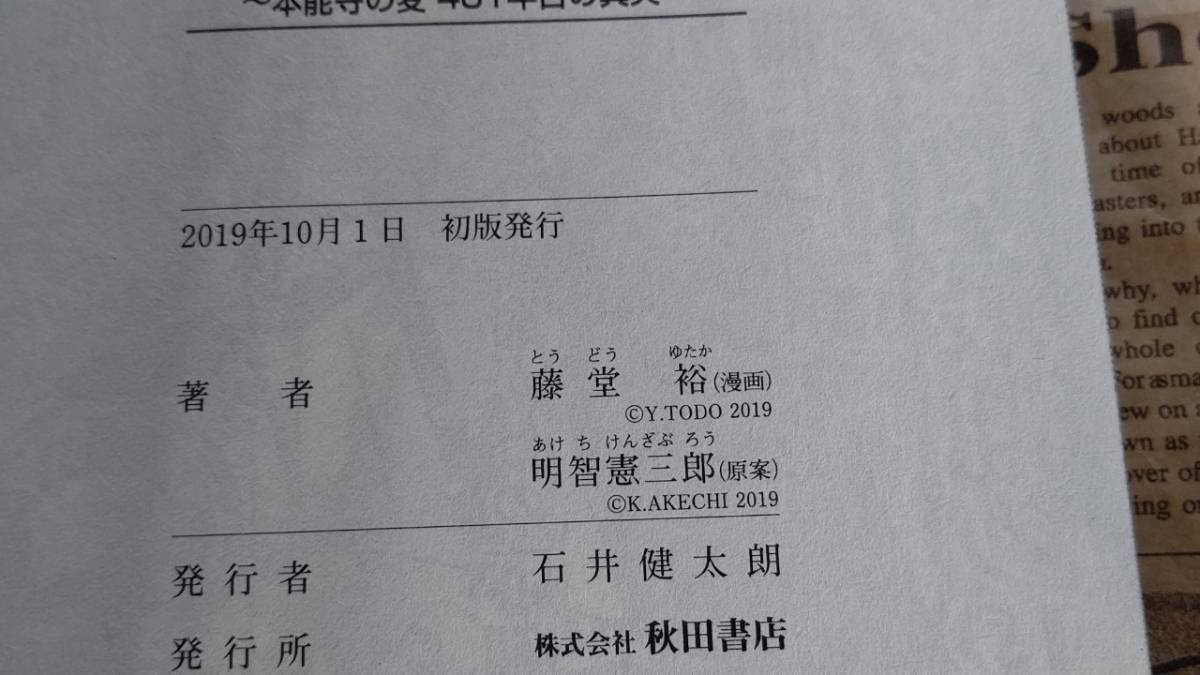 2019年10月1日 初版発行
著者
とう どう ゆたか
藤堂 裕(漫画)
©Y.TODO 2019
あけ ち けんざぶ ろう
明智憲三郎(原案)
©K.AKECHI 2019
発行者 石井健太朗
発行所 株式会社 秋田書店
sh
woods
about
time of
asters,
ing into
why,
find
whole
Forasma
ew on
wn as
over of
ing